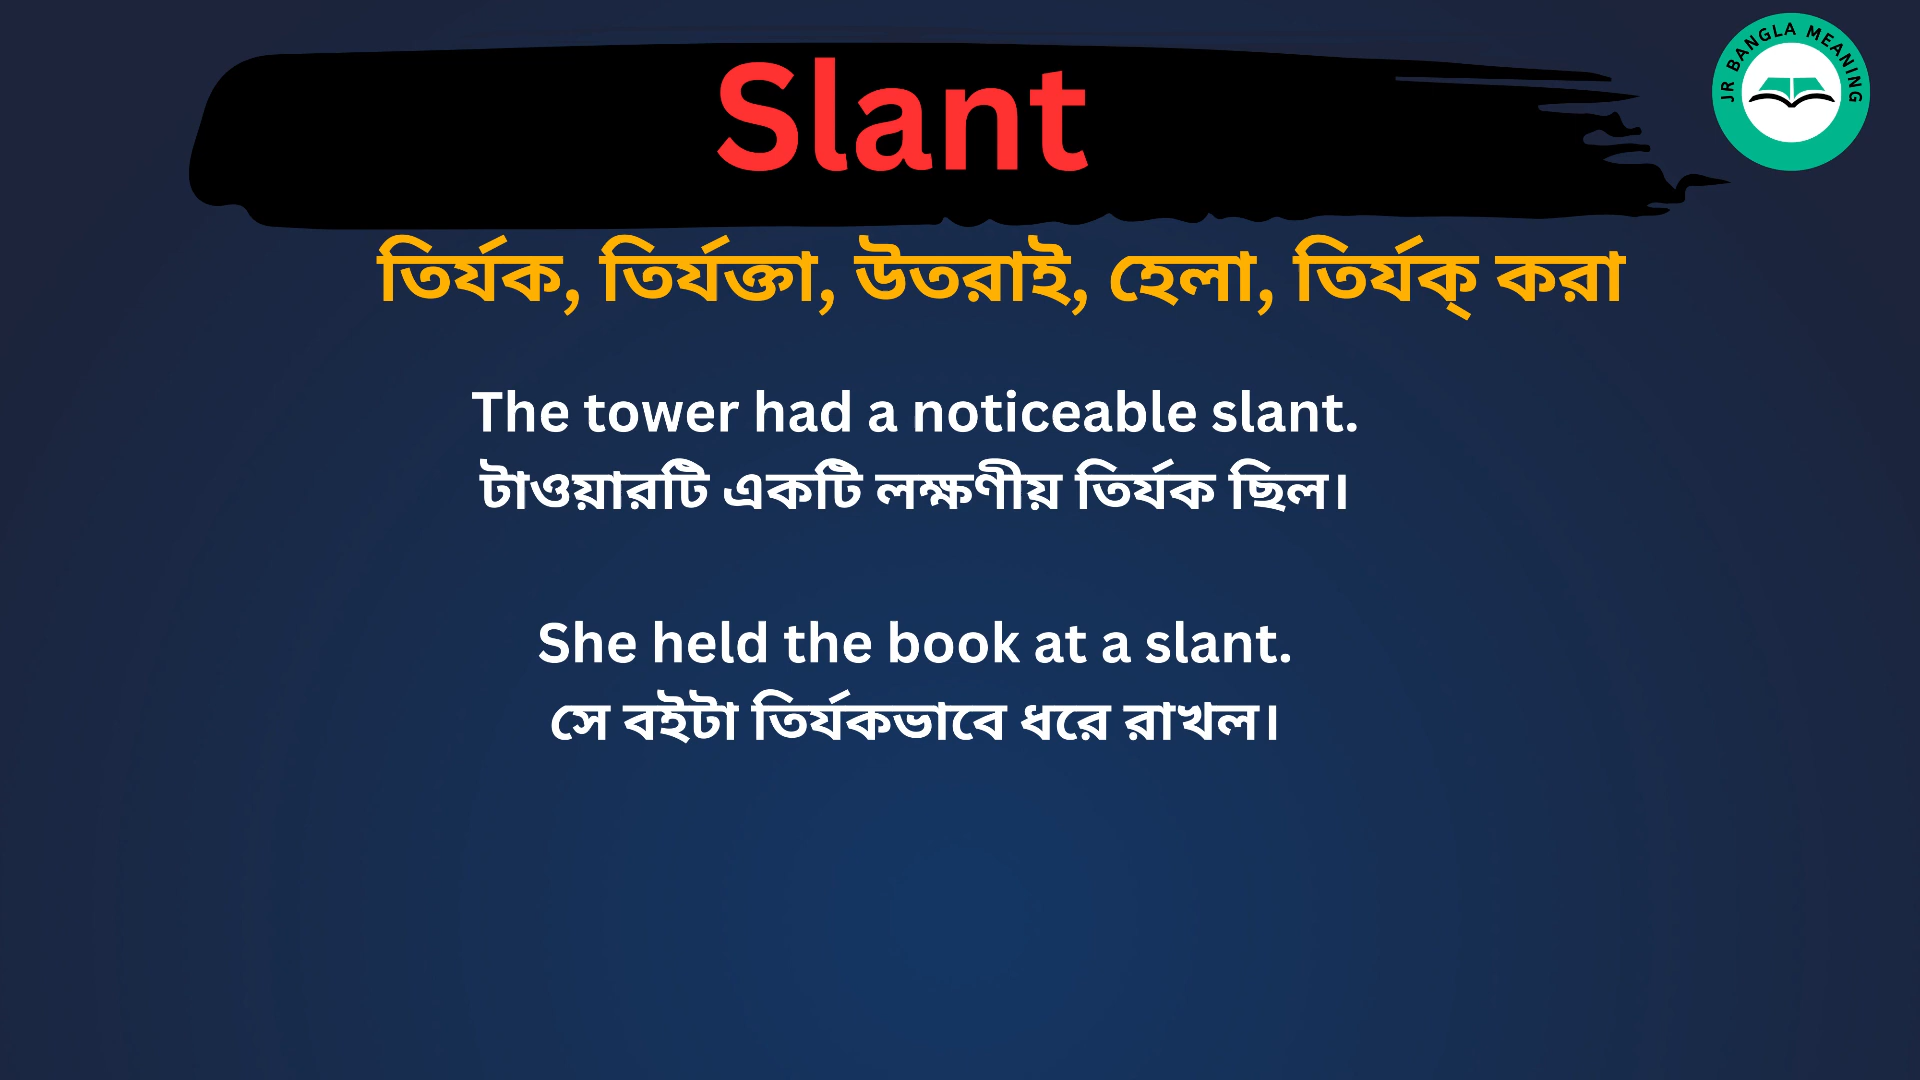 JR BANGLA MEANING
Slant
তির্যক, তির্যক্তা, উতরাই, হেলা, তির্যক্ করা
The tower had a noticeable slant.
টাওয়ারটি একটি লক্ষণীয় তির্যক ছিল।
She held the book at a slant.
সে বইটা তির্যকভাবে ধরে রাখল।